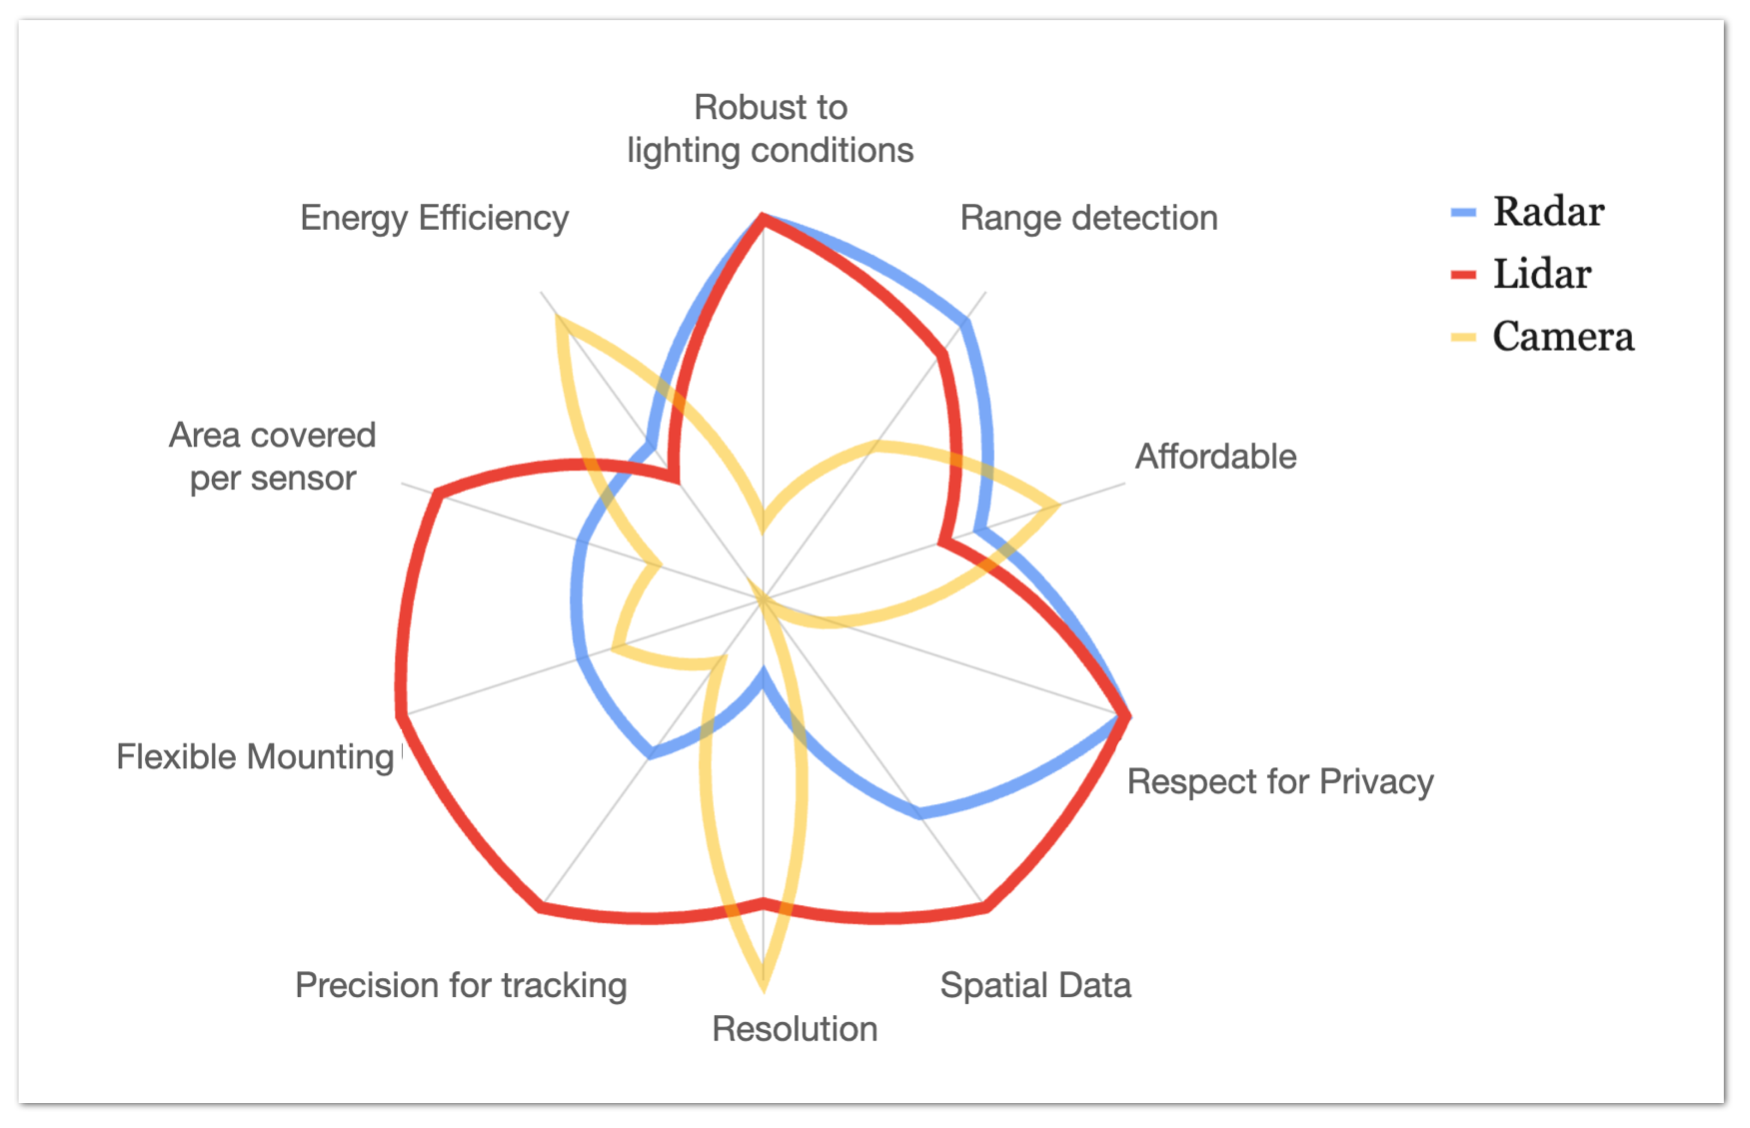 Robust to
lighting conditions
Energy Efficiency
Range detection
Radar
Lidar
Camera
Area covered
per sensor
Affordable
Flexible Mounting
Respect for Privacy
Precision for tracking
Spatial Data
Resolution